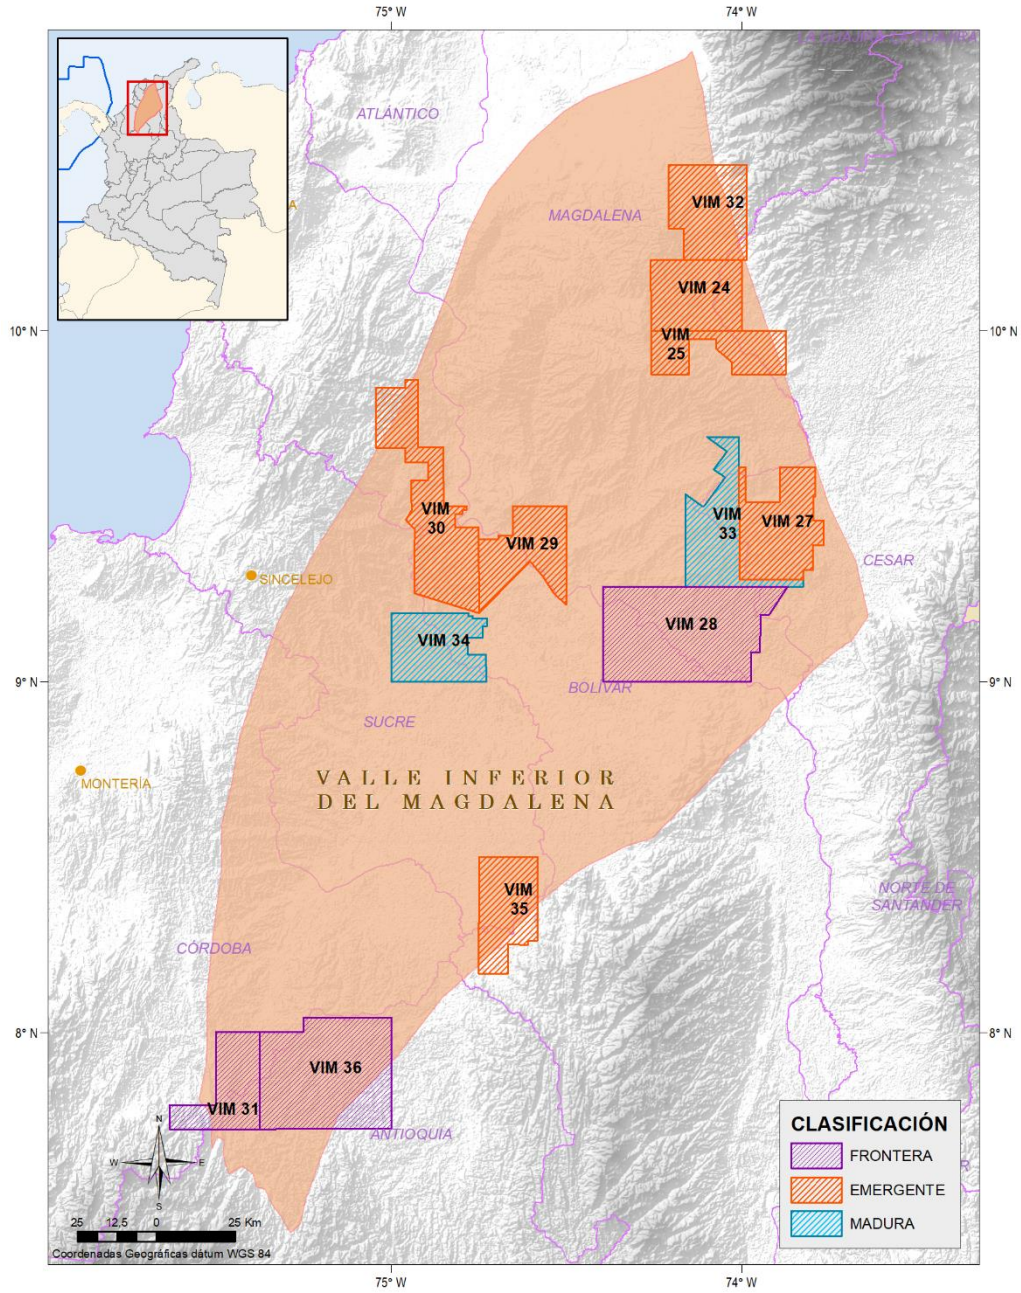 75° W
74° W
ATLÁNTICO
MAGDALENA
VIM 32
VIM 24
10° N
10° N
VIM
25
VIM
30
VIM 29
VIM
33
VIM 27
CESAR
SINCELEJO
VIM 28
VIM 34
9° N
9° N
BOLÍVAR
SUCRE
MONTERÍA
VALLE INFERIOR
DEL MAGDALENA
VIM
35
NORTE DE
SANTANDER
CÓRDOBA
8° N
8° N
VIM 36
VIM 31
ANTIOQUIA
N
W
E
S
25 12,5 0 25 Km
Coordenadas Geográficas dátum WGS 84
CLASIFICACIÓN
FRONTERA
EMERGENTE
MADURA
75° W
74° W